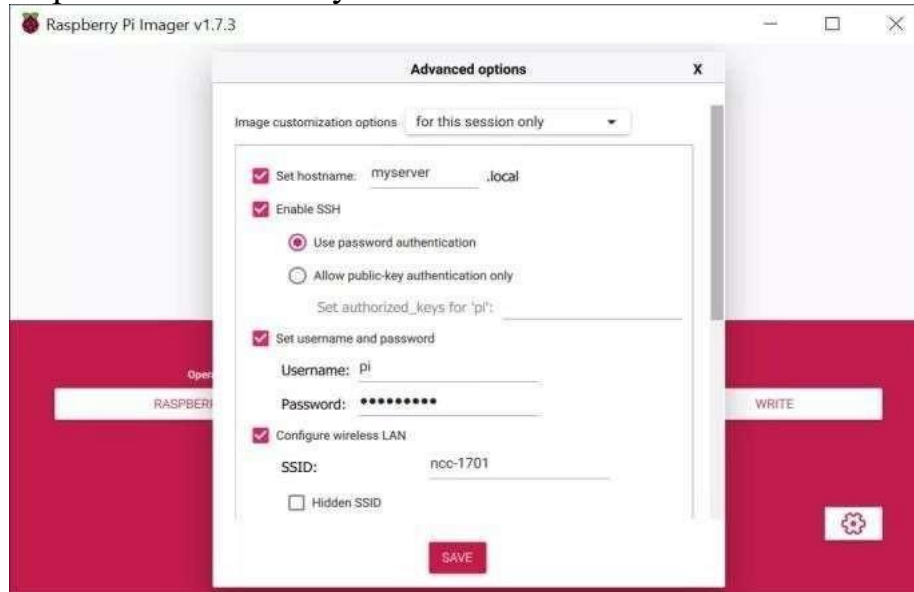 Raspberry Pi Imager v1.7.3
Advanced options X
Image customization options for this session only
Set hostname: myserver .local
Enable SSH
Use password authentication
Allow public-key authentication only
Set authorized_keys for 'pi':
Set username and password
Oper
Username: pi
RASPBERR
Password: •••••••••
WRITE
Configure wireless LAN
SSID: ncc-1701
Hidden SSID
SAVE